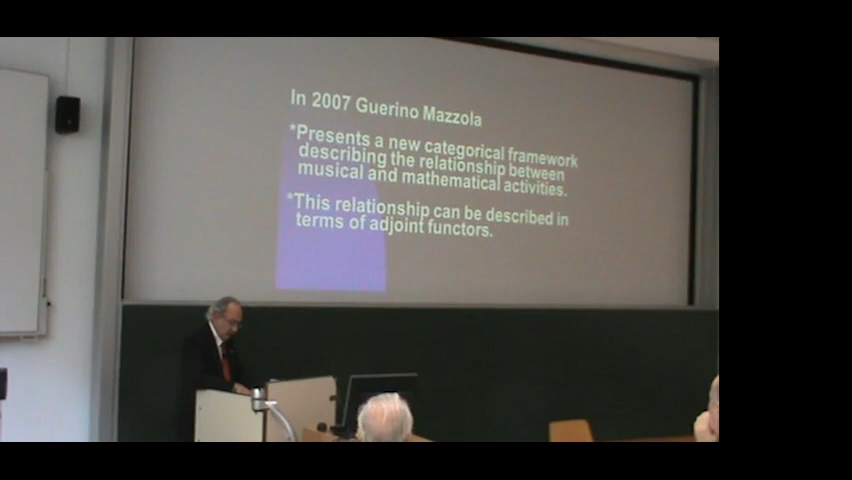 In 2007 Guerino Mazzola
*Presents a new categorical framework
describing the relationship between
musical and mathematical activities.
*This relationship can be described in
terms of adjoint functors.